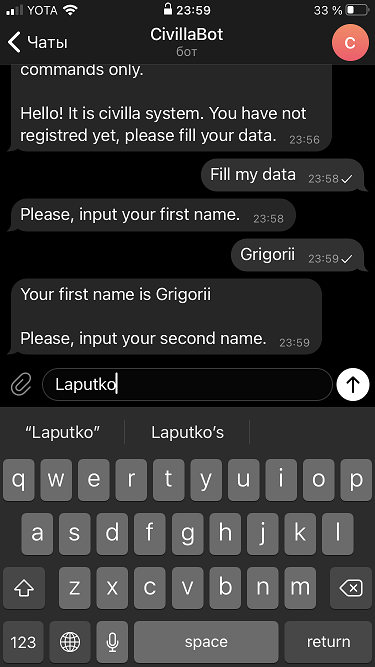 YOTA 23:59 33 %
Чаты CivillaBot C
бот
commands only.
Hello! It is civilla system. You have not
registred yet, please fill your data. 23:56
Fill my data 23:58
Please, input your first name. 23:58
Grigorii 23:59
Your first name is Grigorii
Please, input your second name. 23:59
Laputko
“Laputko” Laputko’s
q w e r t y u i o p
a s d f g h j k l
z x c v b n m
123 space return